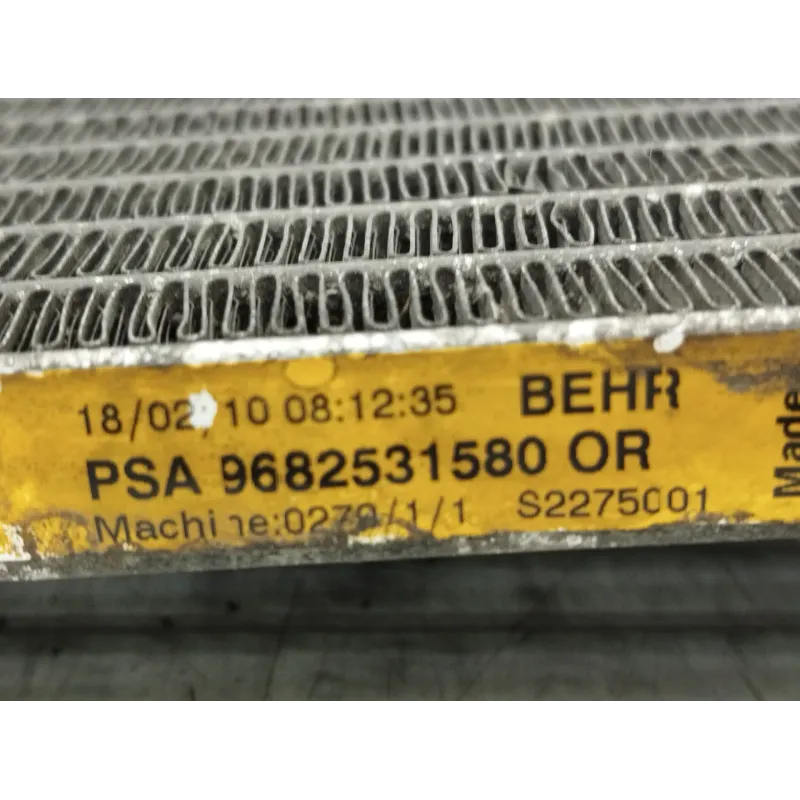 18/02/10 08:12:35 BEHR
PSA 9682531580 OR
Machine:0279/1/1 S2275001
Made